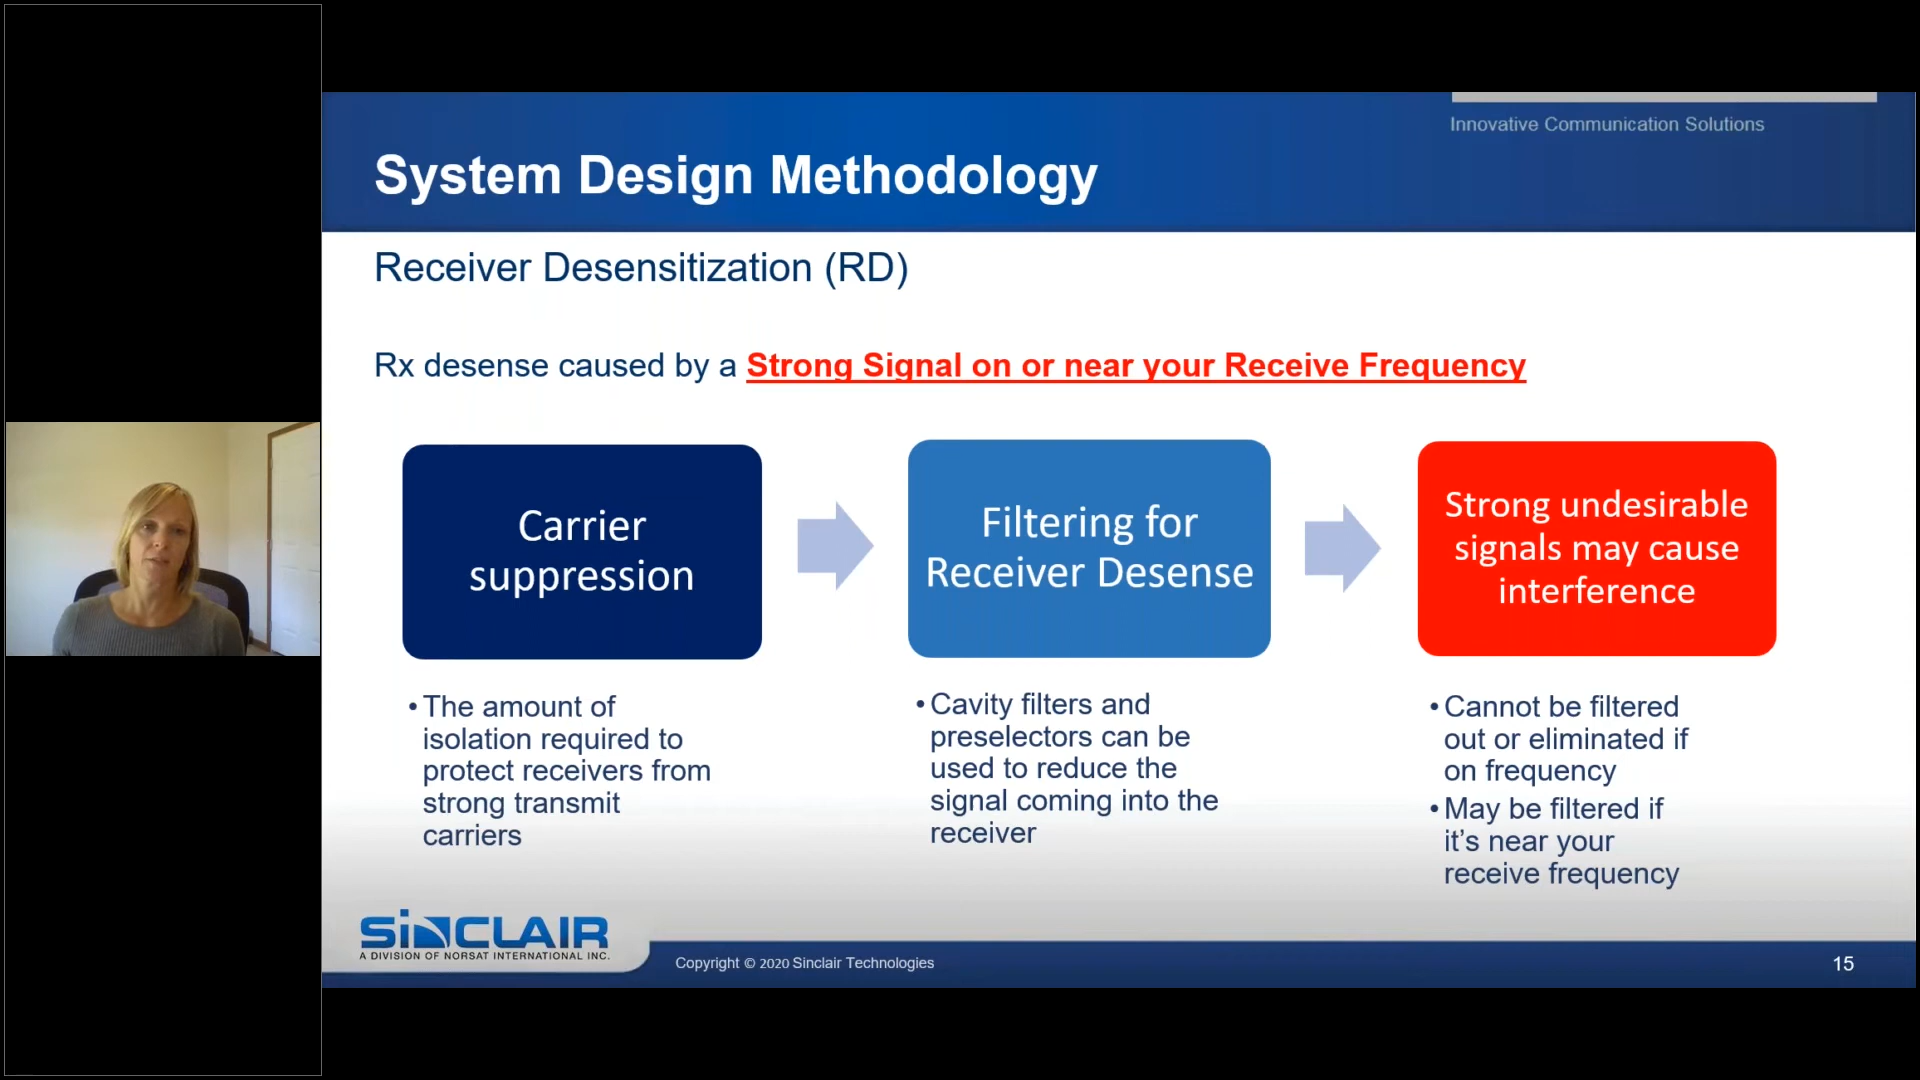 Innovative Communication Solutions
System Design Methodology
Receiver Desensitization (RD)
Rx desense caused by a Strong Signal on or near your Receive Frequency
Carrier
suppression
Filtering for
Receiver Desense
Strong undesirable
signals may cause
interference
• The amount of
isolation required to
protect receivers from
strong transmit
carriers
• Cavity filters and
preselectors can be
used to reduce the
signal coming into the
receiver
• Cannot be filtered
out or eliminated if
on frequency
• May be filtered if
it's near your
receive frequency
SiNCLAIR
A DIVISION OF NORSAT INTERNATIONAL INC.
Copyright © 2020 Sinclair Technologies
15